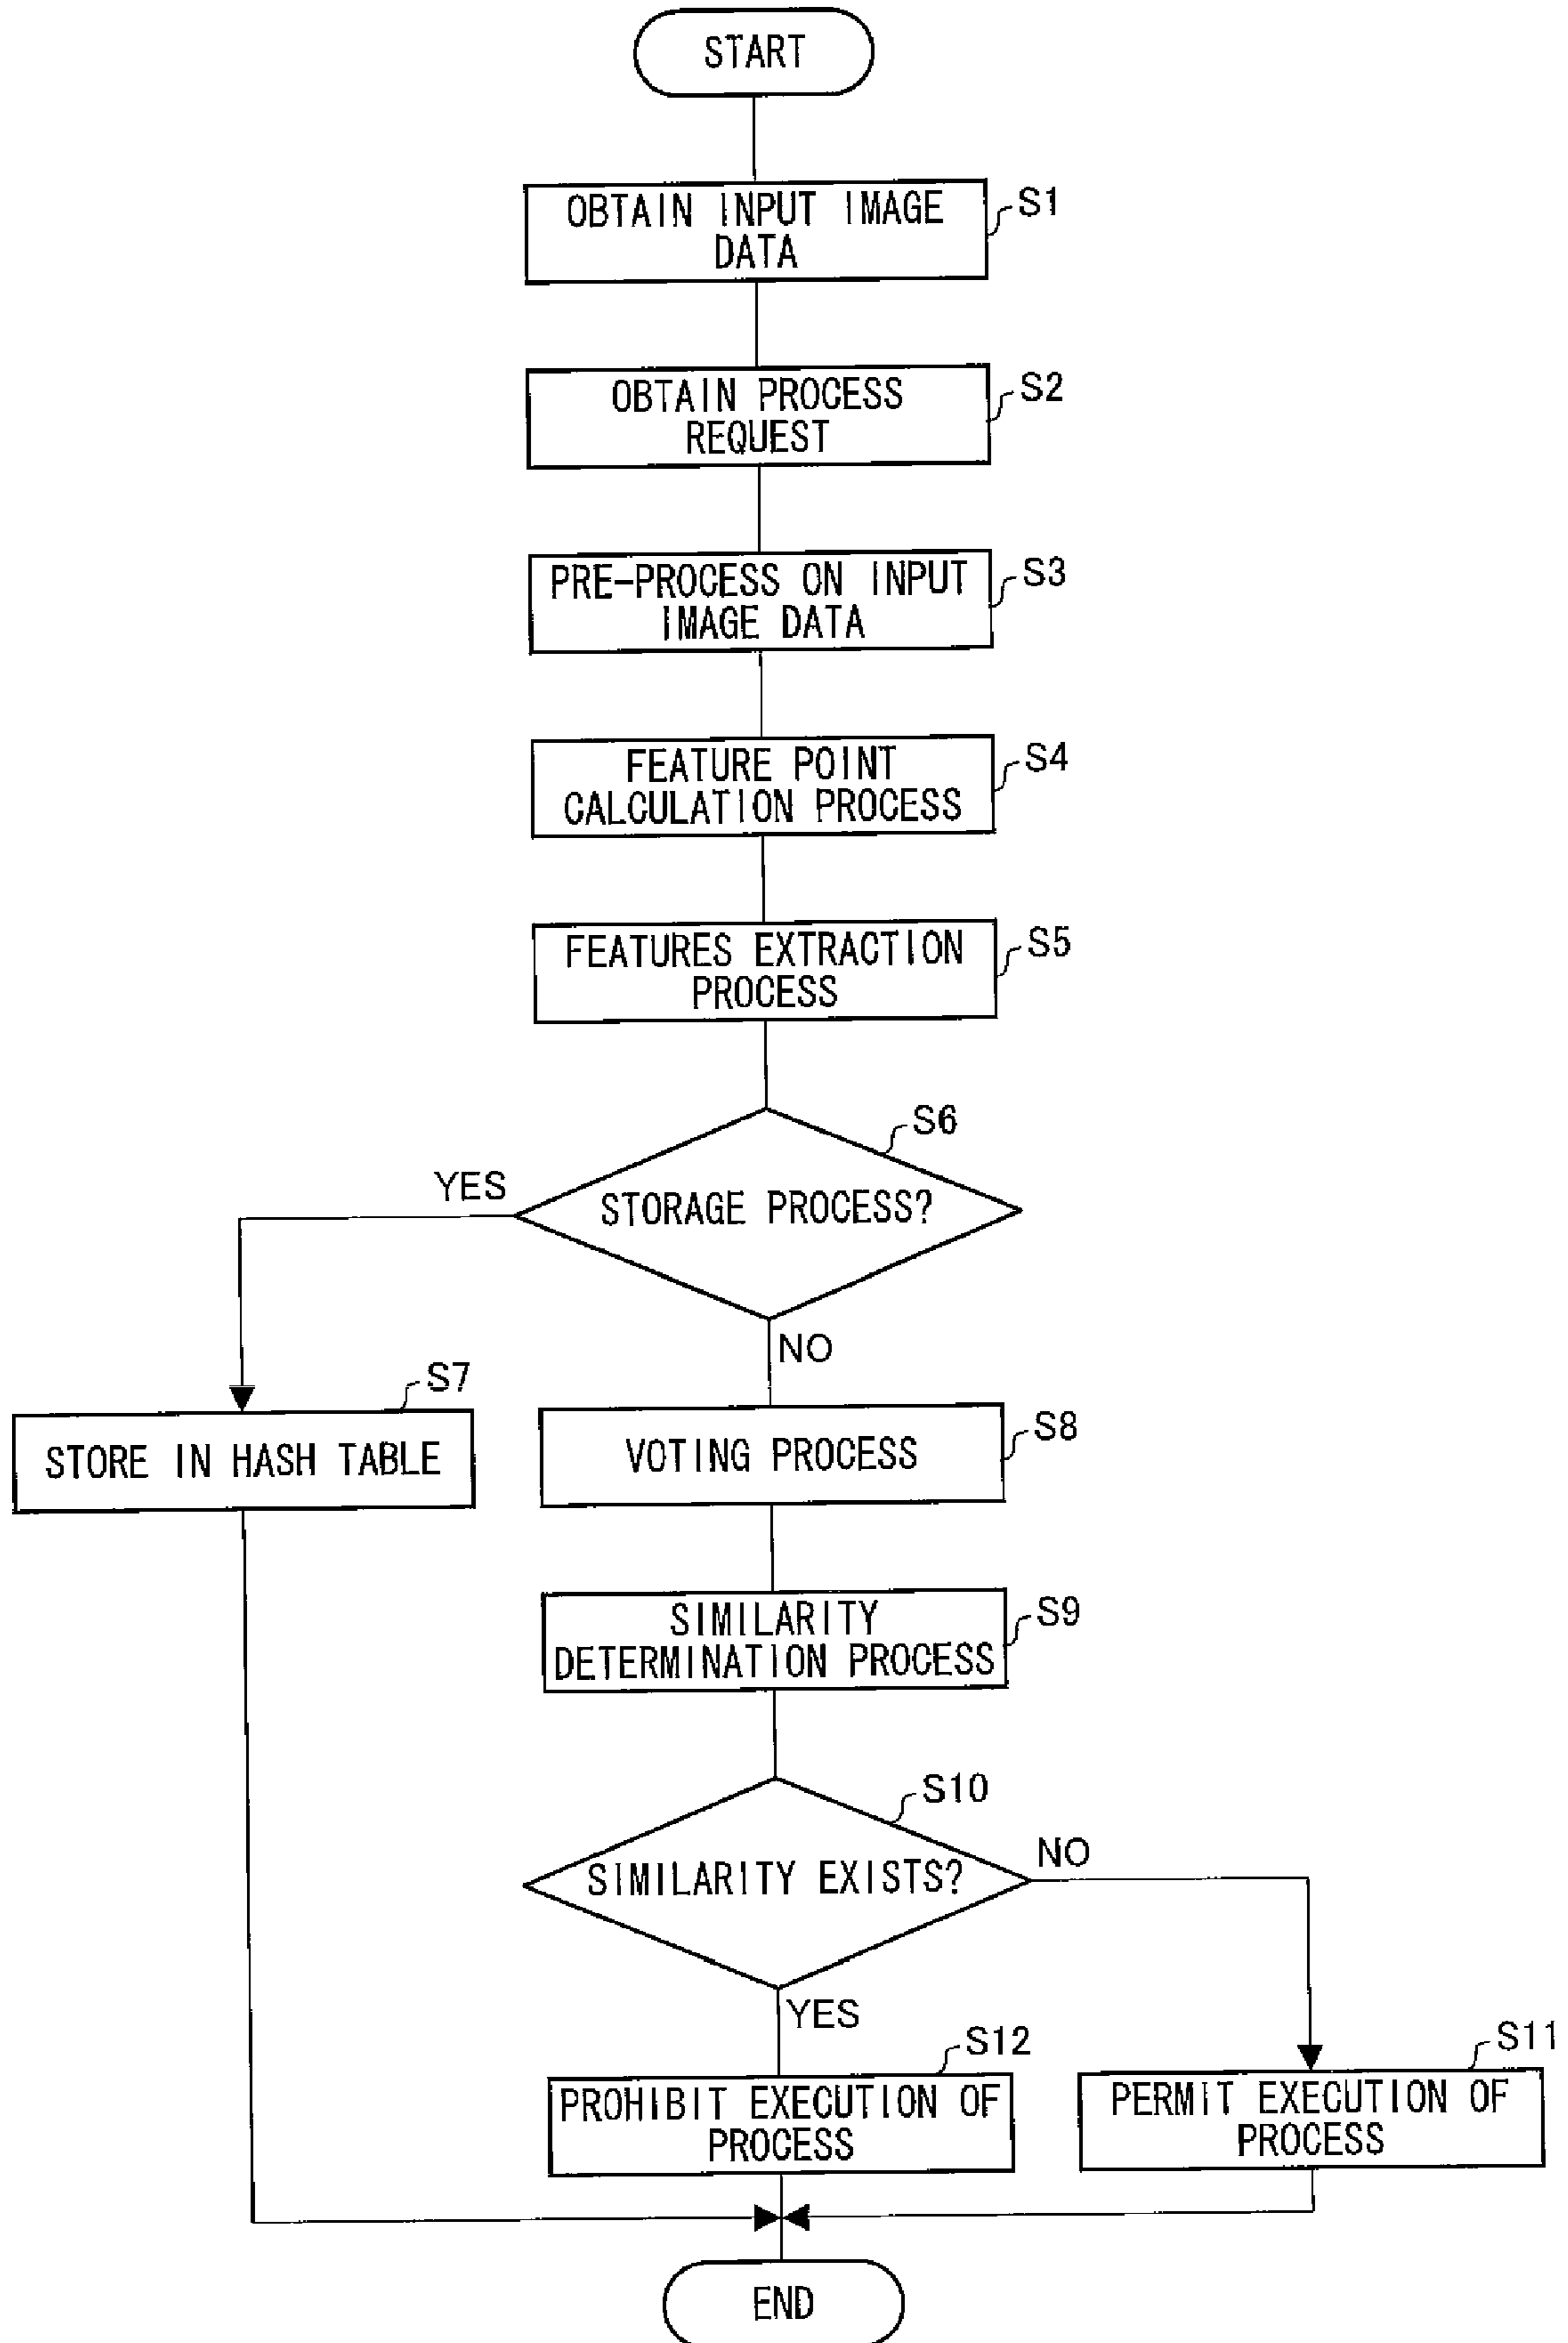 START
OBTAIN INPUT IMAGE
DATA
S1
OBTAIN PROCESS
REQUEST
S2
PRE-PROCESS ON INPUT
IMAGE DATA
S3
FEATURE POINT
CALCULATION PROCESS
S4
FEATURES EXTRACTION
PROCESS
S5
S6
STORAGE PROCESS?
YES
NO
S7
STORE IN HASH TABLE
S8
VOTING PROCESS
S9
SIMILARITY
DETERMINATION PROCESS
S10
SIMILARITY EXISTS?
NO
YES
S12
PROHIBIT EXECUTION OF
PROCESS
S11
PERMIT EXECUTION OF
PROCESS
END